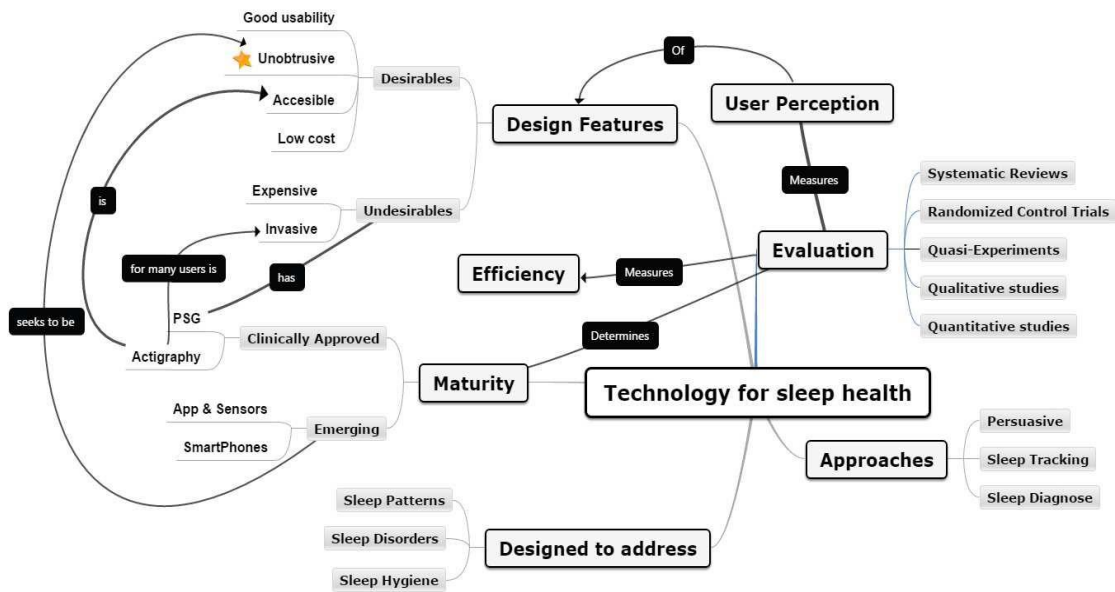 Good usability
Unobtrusive
Accesible
Low cost
Desirables
Expensive
Invasive
Undesirables
Design Features
Of
User Perception
Measures
Evaluation
Systematic Reviews
Randomized Control Trials
Quasi-Experiments
Qualitative studies
Quantitative studies
Efficiency
Measures
Determines
is
for many users is
has
seeks to be
PSG
Actigraphy
Clinically Approved
App & Sensors
SmartPhones
Emerging
Maturity
Technology for sleep health
Approaches
Persuasive
Sleep Tracking
Sleep Diagnose
Sleep Patterns
Sleep Disorders
Sleep Hygiene
Designed to address